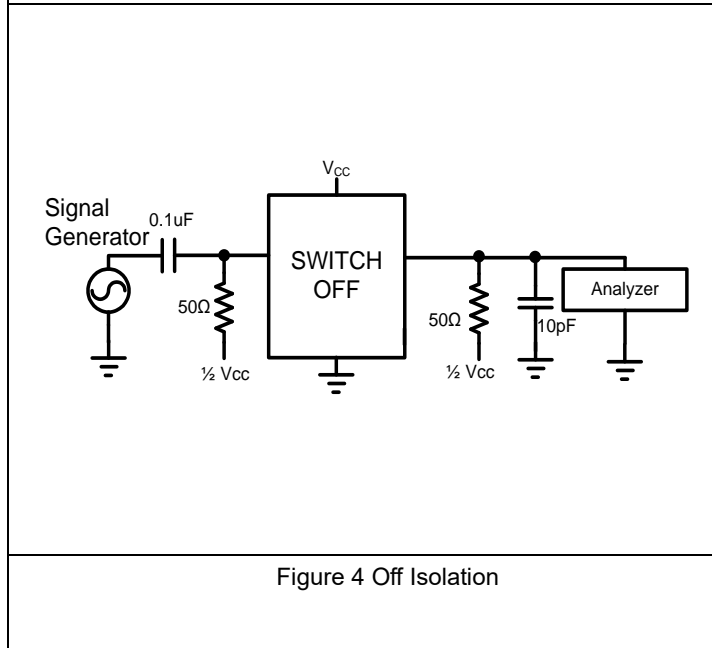 V_CC
Signal
Generator
0.1uF
SWITCH
OFF
50Ω
½ Vcc
50Ω
½ Vcc
10pF
Analyzer
Figure 4 Off Isolation